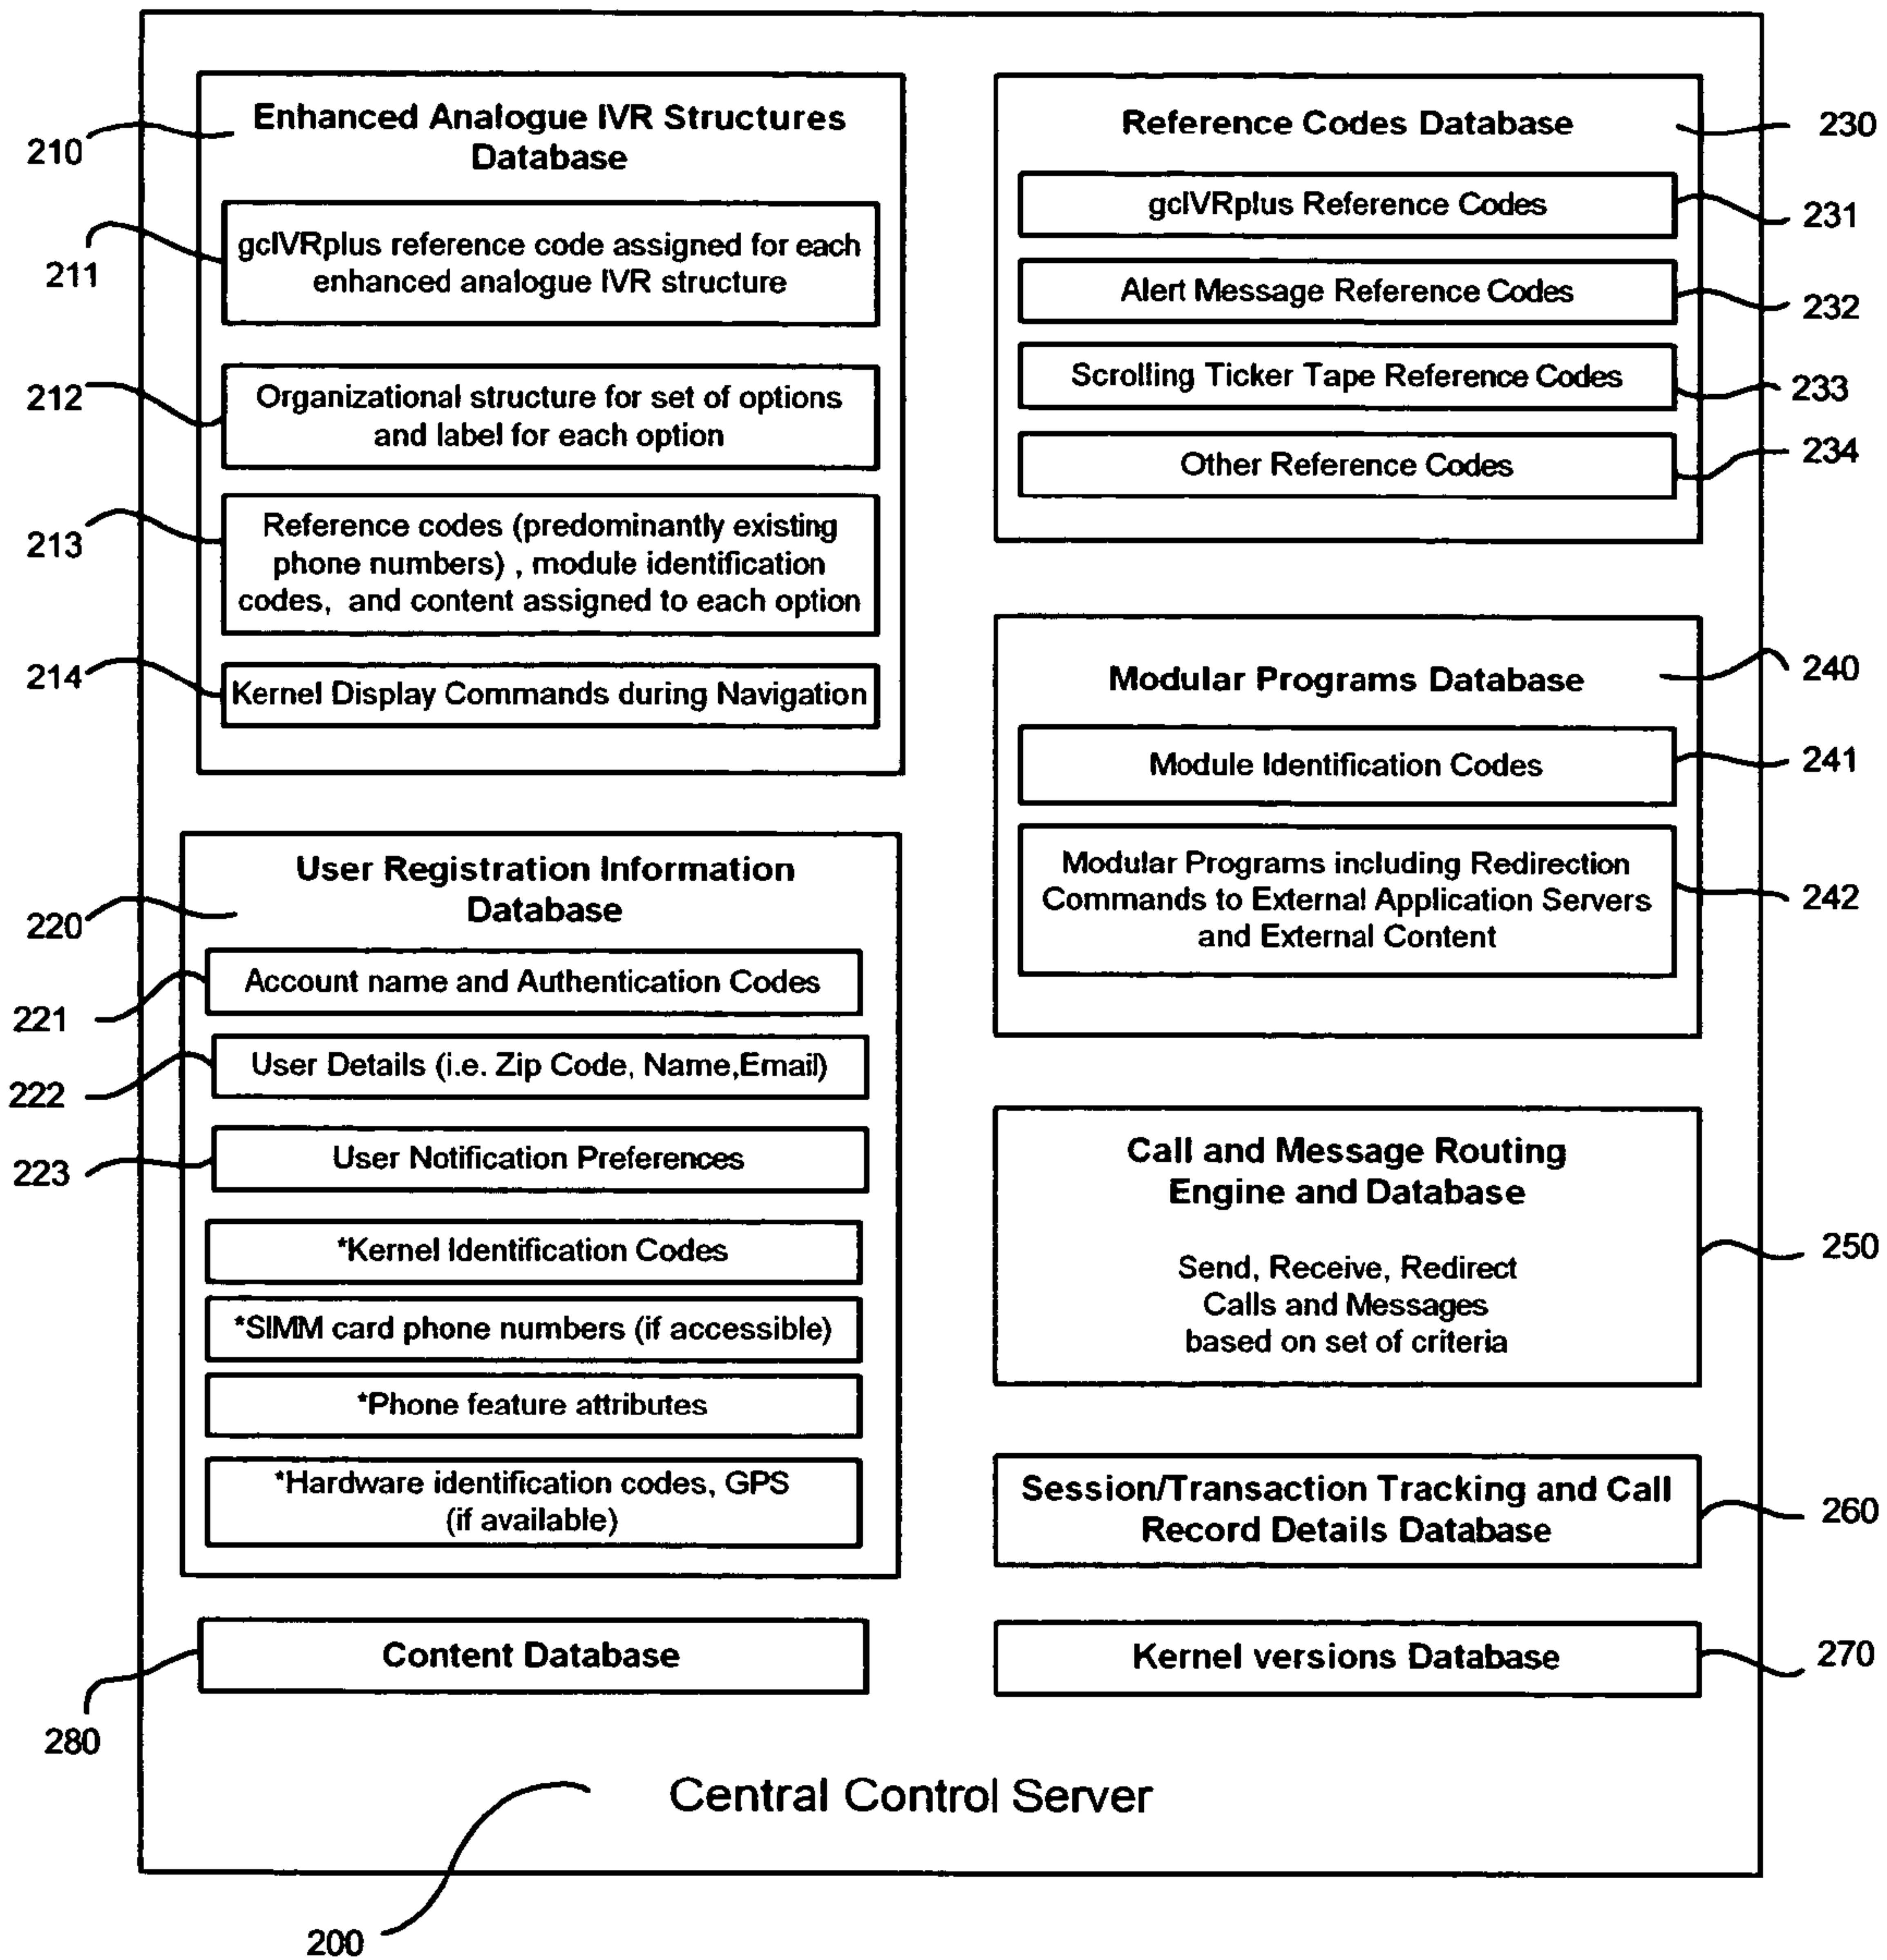 Enhanced Analogue IVR Structures
Database
210
gcIVRplus reference code assigned for each
enhanced analogue IVR structure
211
Organizational structure for set of options
and label for each option
212
Reference codes (predominantly existing
phone numbers) , module identification
codes, and content assigned to each option
213
Kernel Display Commands during Navigation
214
User Registration Information
Database
220
Account name and Authentication Codes
221
User Details (i.e. Zip Code, Name,Email)
222
User Notification Preferences
223
*Kernel Identification Codes
*SIMM card phone numbers (if accessible)
*Phone feature attributes
*Hardware identification codes, GPS
(if available)
Content Database
280
Reference Codes Database
230
gcIVRplus Reference Codes
231
Alert Message Reference Codes
232
Scrolling Ticker Tape Reference Codes
233
Other Reference Codes
234
Modular Programs Database
240
Module Identification Codes
241
Modular Programs including Redirection
Commands to External Application Servers
and External Content
242
Call and Message Routing
Engine and Database
Send, Receive, Redirect
Calls and Messages
based on set of criteria
250
Session/Transaction Tracking and Call
Record Details Database
260
Kernel versions Database
270
Central Control Server
200